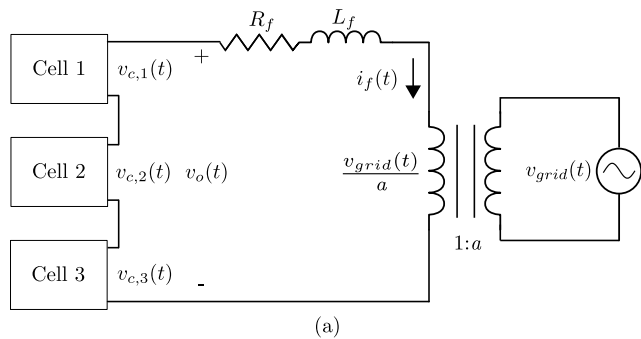 R_f
L_f
+
Cell 1
v_{c,1}(t)
i_f(t)
Cell 2
v_{c,2}(t)
v_o(t)
\frac{v_{grid}(t)}{a}
v_{grid}(t)
1:a
Cell 3
v_{c,3}(t)
-
(a)